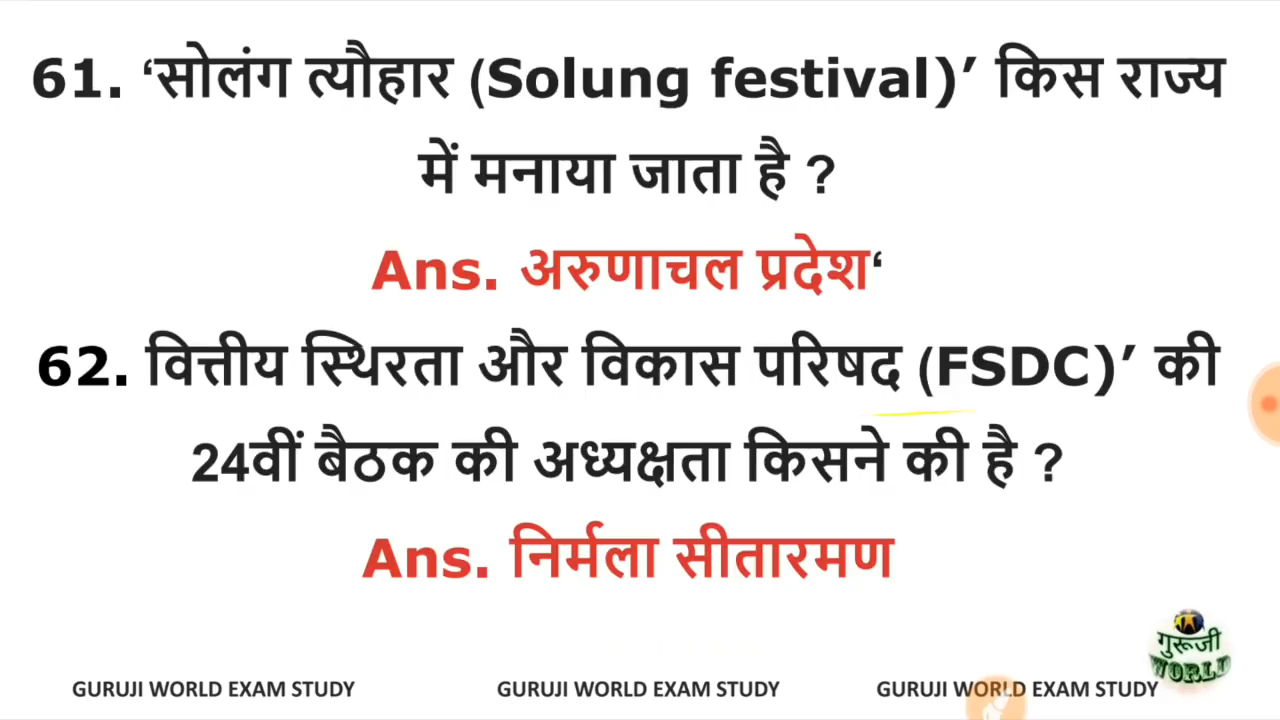 61. ‘सोलंग त्यौहार (Solung festival)’ किस राज्य
में मनाया जाता है ?
Ans. अरुणाचल प्रदेश‘
62. वित्तीय स्थिरता और विकास परिषद (FSDC)’ की
24वीं बैठक की अध्यक्षता किसने की है ?
Ans. निर्मला सीतारमण
गुरूजी
WORLD
GURUJI WORLD EXAM STUDY GURUJI WORLD EXAM STUDY GURUJI WORLD EXAM STUDY